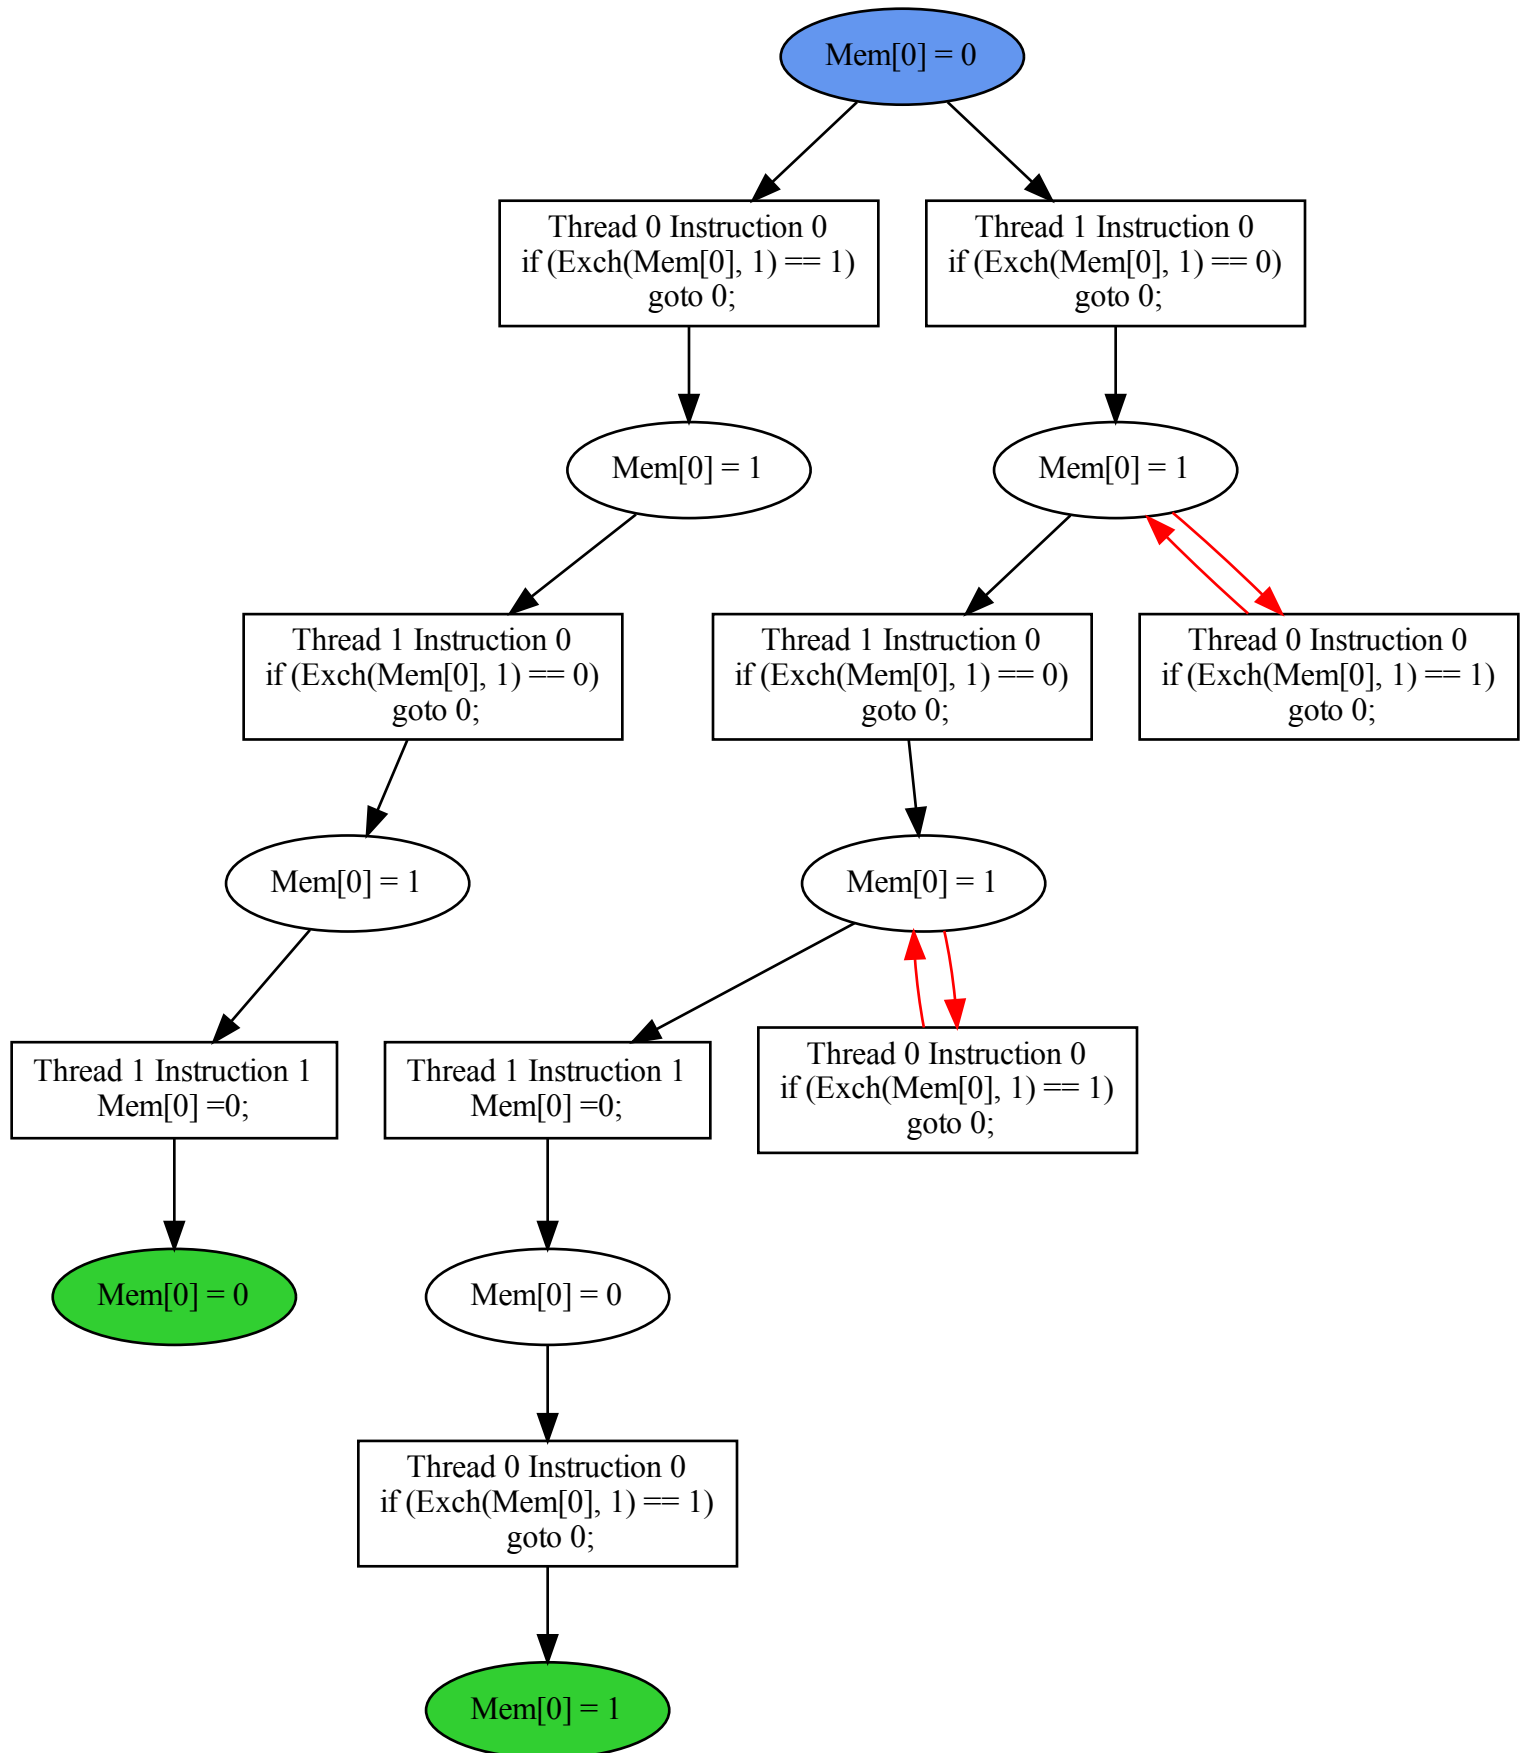 Mem[0] = 0
Thread 0 Instruction 0
if (Exch(Mem[0], 1) == 1)
goto 0;
Thread 1 Instruction 0
if (Exch(Mem[0], 1) == 0)
goto 0;
Mem[0] = 1
Mem[0] = 1
Thread 1 Instruction 0
if (Exch(Mem[0], 1) == 0)
goto 0;
Thread 1 Instruction 0
if (Exch(Mem[0], 1) == 0)
goto 0;
Thread 0 Instruction 0
if (Exch(Mem[0], 1) == 1)
goto 0;
Mem[0] = 1
Mem[0] = 1
Thread 1 Instruction 1
Mem[0] =0;
Thread 1 Instruction 1
Mem[0] =0;
Thread 0 Instruction 0
if (Exch(Mem[0], 1) == 1)
goto 0;
Mem[0] = 0
Mem[0] = 0
Thread 0 Instruction 0
if (Exch(Mem[0], 1) == 1)
goto 0;
Mem[0] = 1